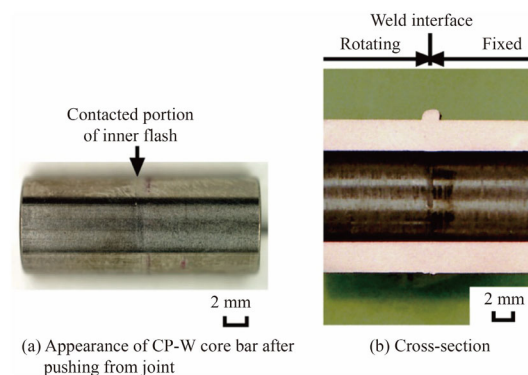 Contacted portion
of inner flash
2 mm
(a) Appearance of CP-W core bar after
pushing from joint
Weld interface
Rotating
Fixed
2 mm
(b) Cross-section